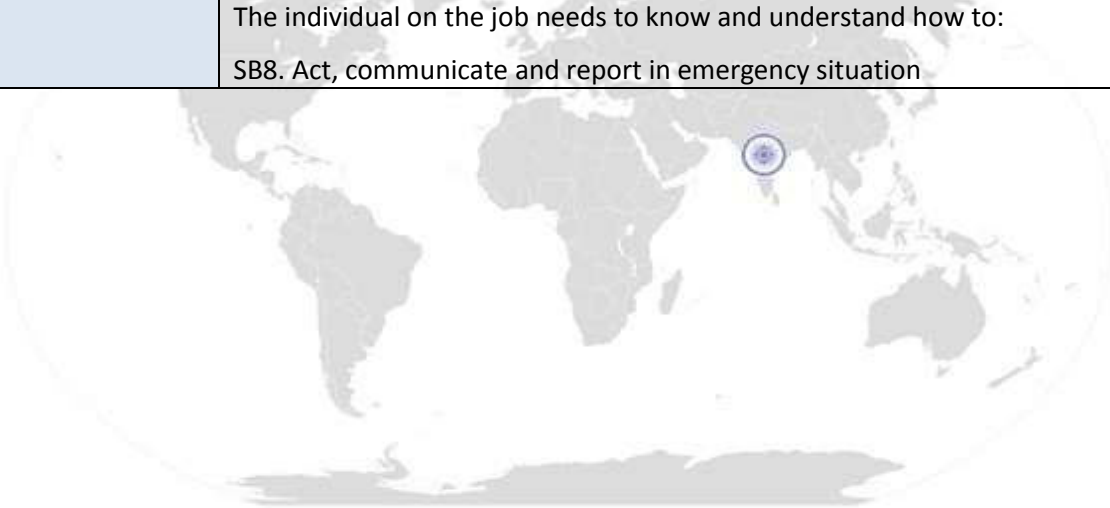 The individual on the job needs to know and understand how to:
SB8. Act, communicate and report in emergency situation